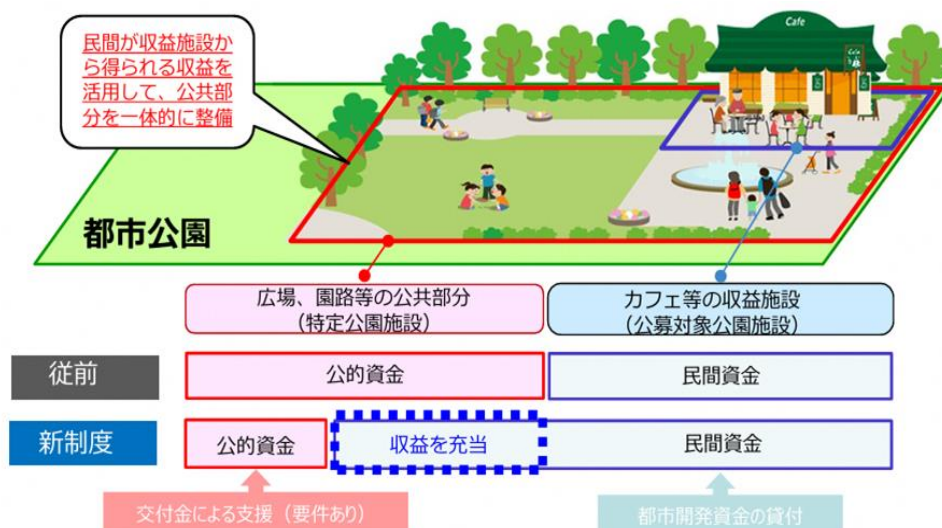 Cafe
民間が収益施設か
ら得られる収益を
活用して、公共部
分を一体的に整備
都市公園
広場、園路等の公共部分
（特定公園施設）
カフェ等の収益施設
（公募対象公園施設）
従前
公的資金
民間資金
新制度
公的資金
収益を充当
民間資金
交付金による支援（要件あり）
都市開発資金の貸付